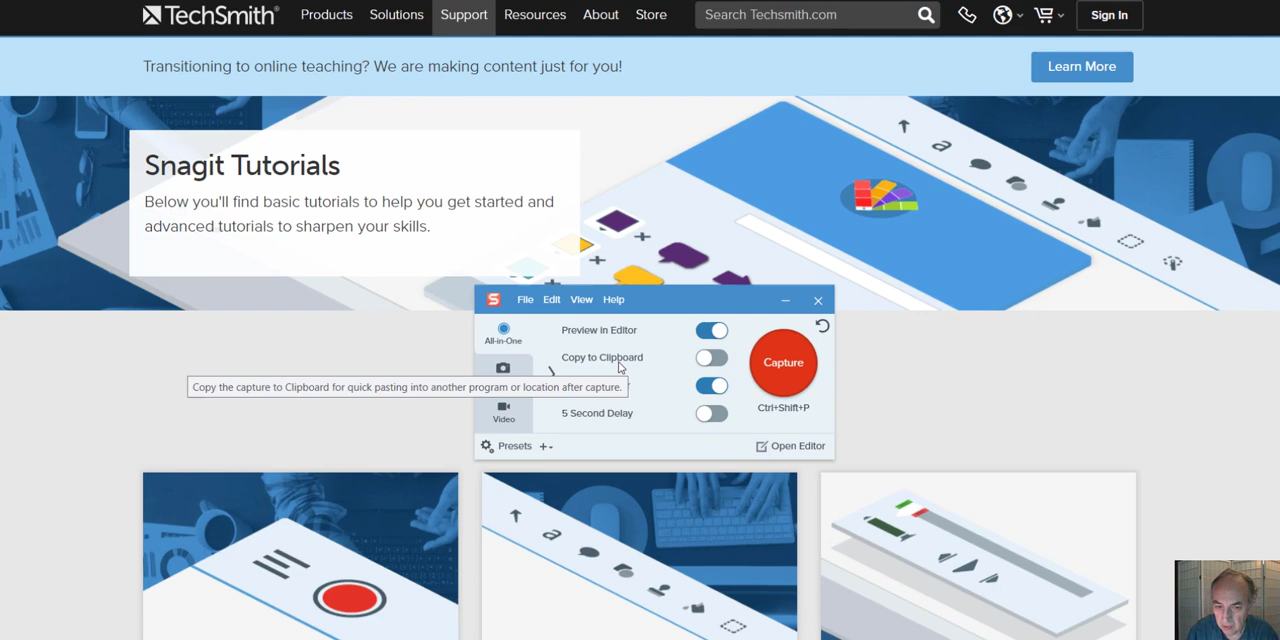 TechSmith®
Products
Solutions
Support
Resources
About
Store
Search Techsmith.com
Sign In
Transitioning to online teaching? We are making content just for you!
Learn More
Snagit Tutorials
Below you'll find basic tutorials to help you get started and
advanced tutorials to sharpen your skills.
S File Edit View Help
All-in-One
Preview in Editor
Copy to Clipboard
Copy the capture to Clipboard for quick pasting into another program or location after capture.
Video
5 Second Delay
Capture
Ctrl+Shift+P
Presets
Open Editor